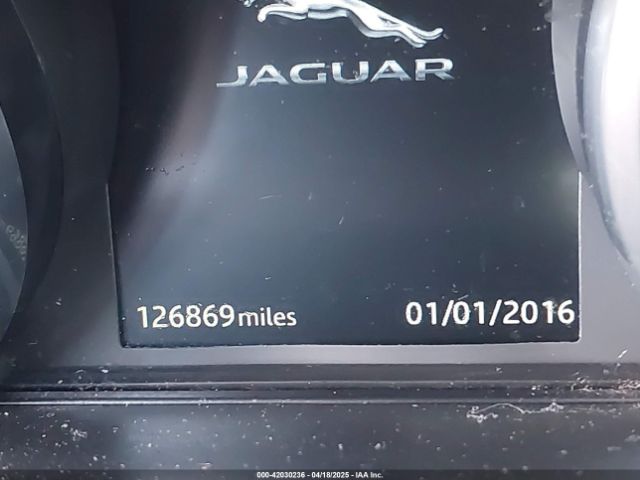 JAGUAR
126869 miles 01/01/2016
000-42030236 - 04/18/2025 - IAA Inc.